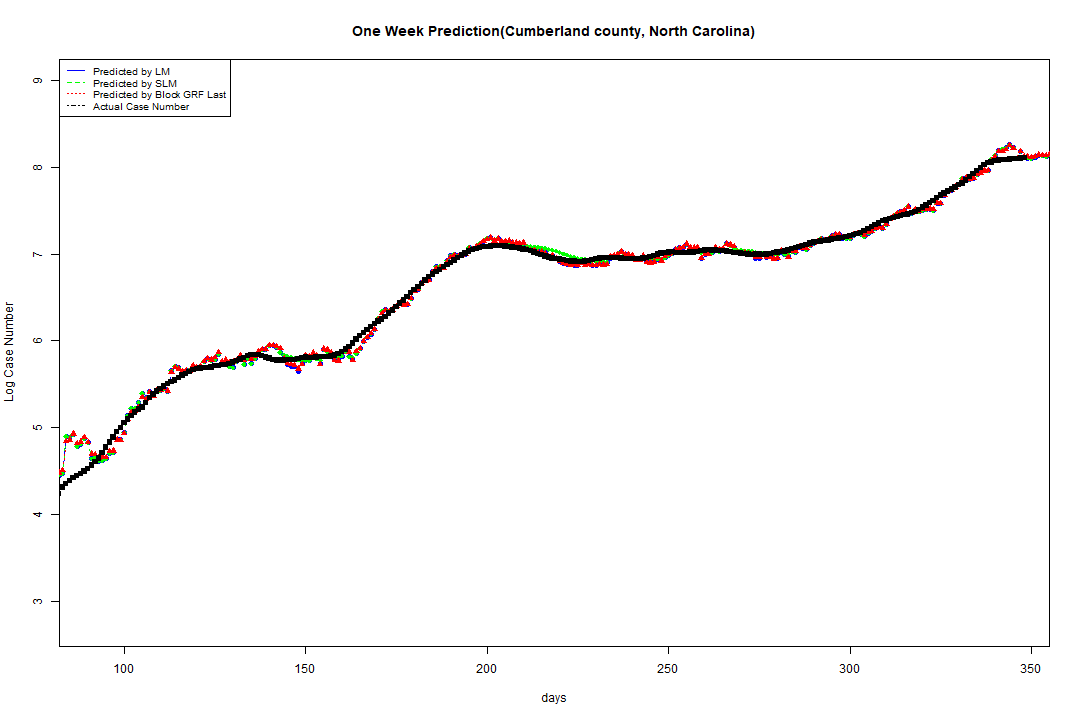 One Week Prediction(Cumberland county, North Carolina)
Predicted by LM
Predicted by SLM
Predicted by Block GRF Last
Actual Case Number
9
8
7
6
5
4
3
Log Case Number
100 150 200 250 300 350
days